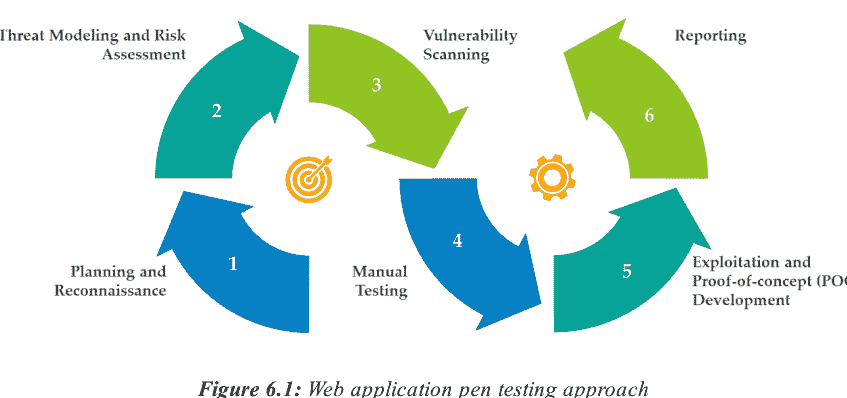 1
Planning and
Reconnaissance
2
Threat Modeling and Risk
Assessment
3
Vulnerability
Scanning
4
Manual
Testing
5
Exploitation and
Proof-of-concept (POC
Development
6
Reporting
Figure 6.1: Web application pen testing approach